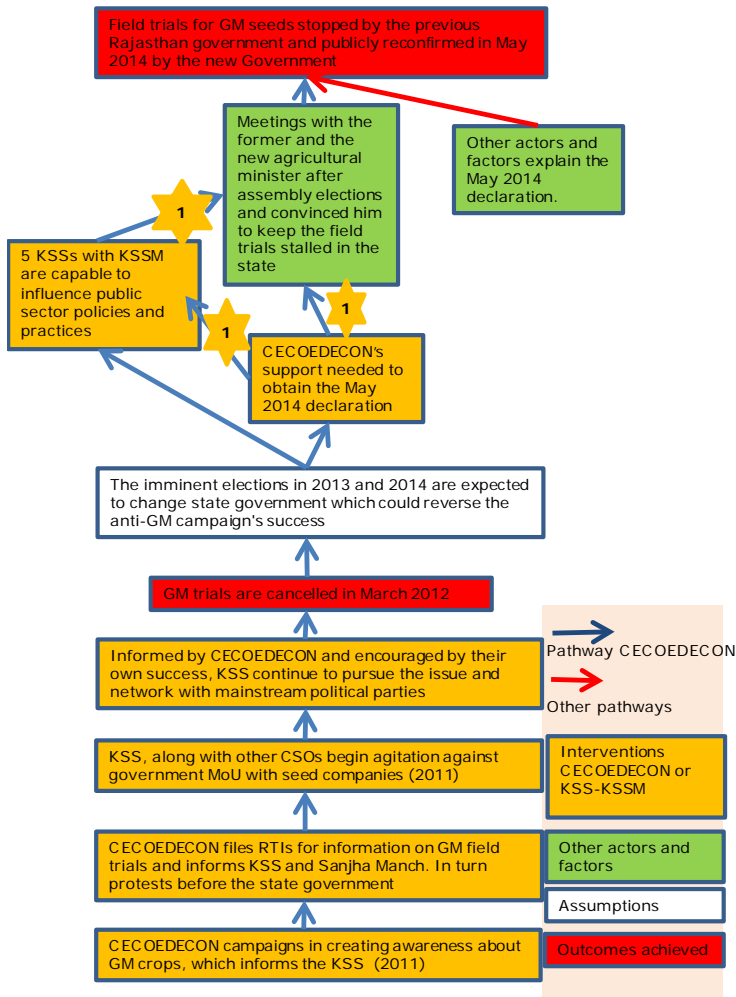 Field trials for GM seeds stopped by the previous
Rajasthan government and publicly reconfirmed in May
2014 by the new Government
Meetings with the
former and the
new agricultural
minister after
assembly elections
and convinced him
to keep the field
trials stalled in the
state
Other actors and
factors explain the
May 2014
declaration.
1
5 KSSs with KSSM
are capable to
influence public
sector policies and
practices
1
1
CECOEDECON's
support needed to
obtain the May
2014 declaration
The imminent elections in 2013 and 2014 are expected
to change state government which could reverse the
anti-GM campaign's success
GM trials are cancelled in March 2012
Informed by CECOEDECON and encouraged by their
own success, KSS continue to pursue the issue and
network with mainstream political parties
KSS, along with other CSOs begin agitation against
government MoU with seed companies (2011)
CECOEDECON files RTIs for information on GM field
trials and informs KSS and Sanjha Manch. In turn
protests before the state government
CECOEDECON campaigns in creating awareness about
GM crops, which informs the KSS (2011)
Pathway CECOEDECON
Other pathways
Interventions
CECOEDECON or
KSS-KSSM
Other actors and
factors
Assumptions
Outcomes achieved